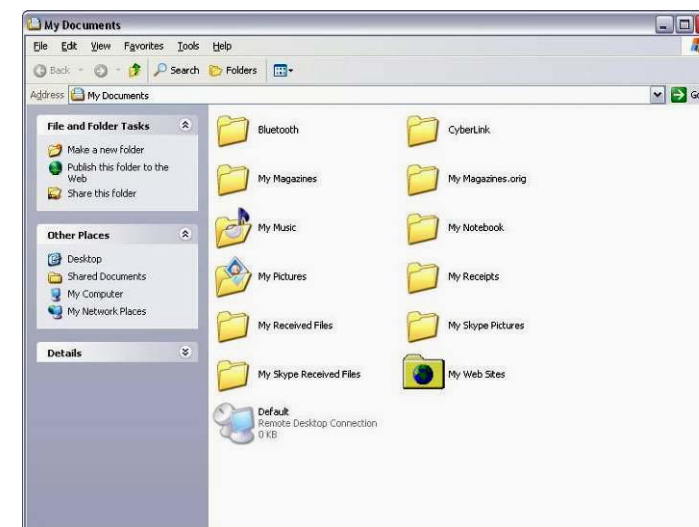 My Documents
File Edit View Favorites Tools Help
Back Search Folders
Address My Documents Go
File and Folder Tasks
Make a new folder
Publish this folder to the
Web
Share this folder
Other Places
Desktop
Shared Documents
My Computer
My Network Places
Details
Bluetooth CyberLink
My Magazines My Magazines.orig
My Music My Notebook
My Pictures My Receipts
My Received Files My Skype Pictures
My Skype Received Files My Web Sites
Default
Remote Desktop Connection
0 KB